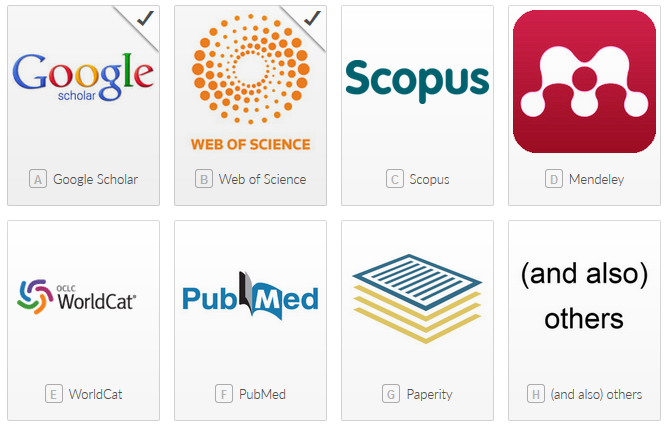 Google
scholar
A Google Scholar
WEB OF SCIENCE
B Web of Science
Scopus
C Scopus
D Mendeley
OCLC
WorldCat®
E WorldCat
PubMed
F PubMed
G Paperity
(and also)
others
H (and also) others